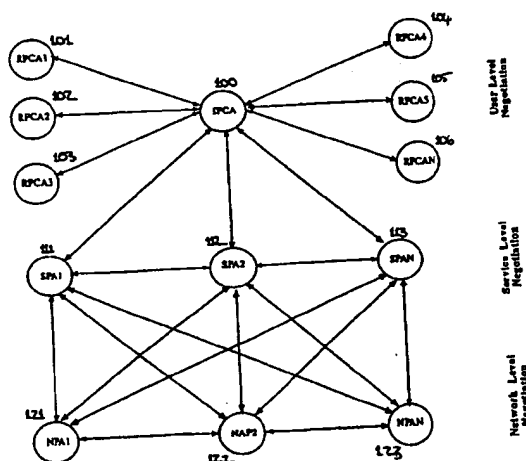 101
RPCA1
104
RPCA4
100
SPCA
102
RPCA2
105
RPCA5
103
RPCA3
106
RPCAN
User Level
Negotiation
111
SPA1
112
SPA2
113
SPAN
Service Level
Negotiation
121
NPA1
NAP2
122
NPAN
123
Network Level
Negotiation